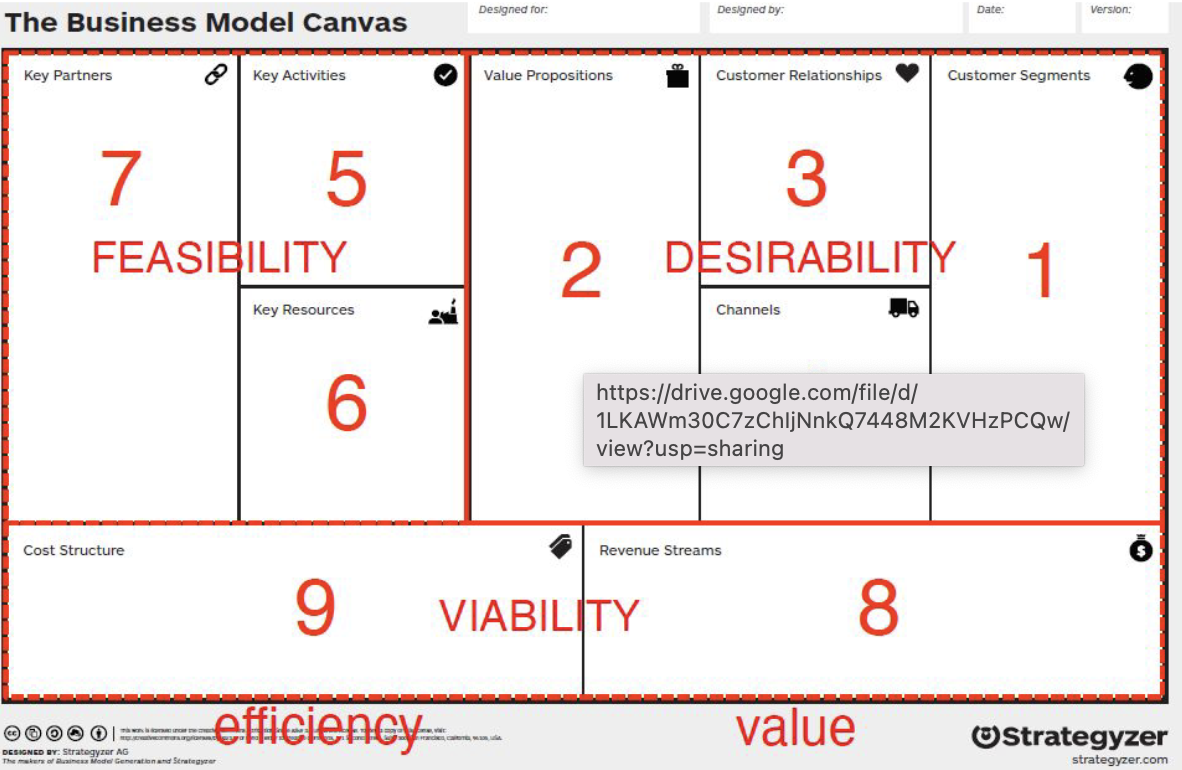 The Business Model Canvas
Designed for:
Designed by:
Date:
Version:
Key Partners
Key Activities
Value Propositions
Customer Relationships
Customer Segments
7
5
3
FEASIBILITY
2
DESIRABILITY
1
Key Resources
Channels
6
https://drive.google.com/file/d/
1LKAWm30C7zChIjNnkQ7448M2KVHzPCQw/
view?usp=sharing
Cost Structure
Revenue Streams
9
VIABILITY
8
efficiency
value
DESIGNED BY: Strategyzer AG
The makers of Business Model Generation and Strategyzer
Strategyzer
strategyzer.com